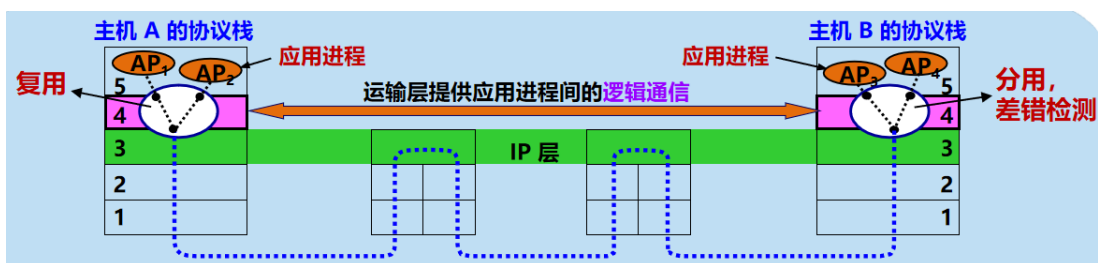 主机 A 的协议栈
主机 B 的协议栈
AP1
AP2
应用进程
应用进程
AP3
AP4
复用
5
运输层提供应用进程间的逻辑通信
5
分用，
差错检测
4
4
3
IP 层
3
2
2
1
1